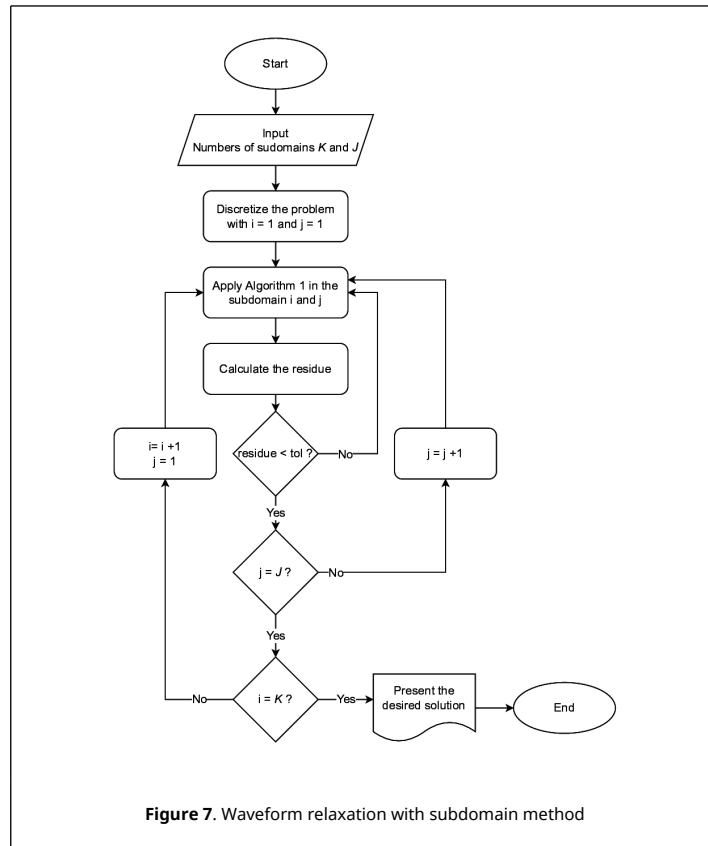 Start
Input
Numbers of sudomains K and J
Discretize the problem
with i = 1 and j = 1
Apply Algorithm 1 in the
subdomain i and j
Calculate the residue
i= i +1
j = 1
residue < tol ?
No
j = j +1
Yes
j = J ?
No
Yes
No
i = K ?
Yes
Present the
desired solution
End
Figure 7. Waveform relaxation with subdomain method